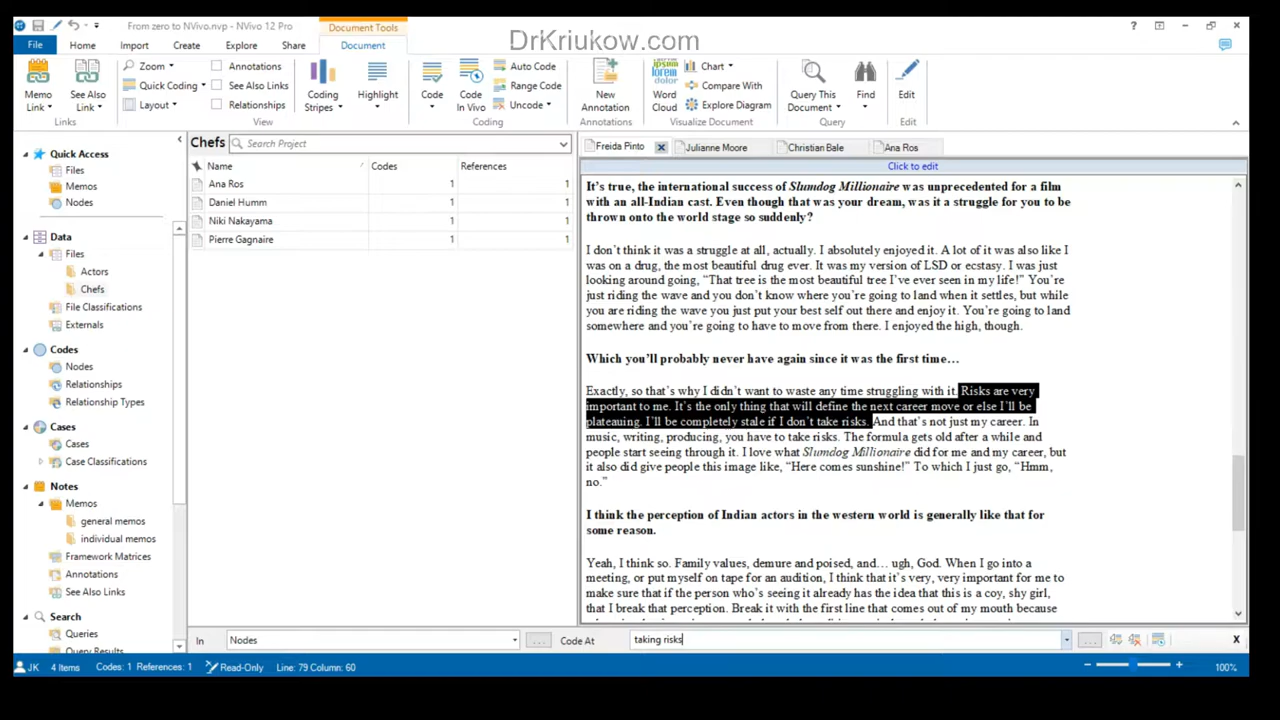 From zero to NVivo.nvp - NVivo 12 Pro
Document Tools
DrKriukow.com
File Home Import Create Explore Share Document
Memo Link
See Also Link
Zoom
Quick Coding
Layout
Annotations
See Also Links
Relationships
Coding Stripes
Highlight
Code
Code In Vivo
Auto Code
Range Code
Uncode
New Annotation
Word Cloud
Chart
Compare With
Explore Diagram
Query This Document
Find
Edit
Links
View
Coding
Annotations
Visualize Document
Query
Edit
Quick Access
Files
Memos
Nodes
Data
Files
Actors
Chefs
File Classifications
Externals
Codes
Nodes
Relationships
Relationship Types
Cases
Cases
Case Classifications
Notes
Memos
general memos
individual memos
Framework Matrices
Annotations
See Also Links
Search
Queries
Query Results
Chefs
Search Project
Name Codes References
Ana Ros 1 1
Daniel Humm 1 1
Niki Nakayama 1 1
Pierre Gagnaire 1 1
Freida Pinto
Julianne Moore
Christian Bale
Ana Ros
Click to edit
It's true, the international success of Slumdog Millionaire was unprecedented for a film
with an all-Indian cast. Even though that was your dream, was it a struggle for you to be
thrown onto the world stage so suddenly?
I don't think it was a struggle at all, actually. I absolutely enjoyed it. A lot of it was also like I
was on a drug, the most beautiful drug ever. It was my version of LSD or ecstasy. I was just
looking around going, "That tree is the most beautiful tree I've ever seen in my life!" You're
just riding the wave and you don't know where you're going to land when it settles, but while
you are riding the wave you just put your best self out there and enjoy it. You're going to land
somewhere and you're going to have to move from there. I enjoyed the high, though.
Which you'll probably never have again since it was the first time…
Exactly, so that's why I didn't want to waste any time struggling with it. Risks are very
important to me. It's the only thing that will define the next career move or else I'll be
plateauing. I'll be completely stale if I don't take risks. And that's not just my career. In
music, writing, producing, you have to take risks. The formula gets old after a while and
people start seeing through it. I love what Slumdog Millionaire did for me and my career, but
it also did give people this image like, "Here comes sunshine!" To which I just go, "Hmm,
no."
I think the perception of Indian actors in the western world is generally like that for
some reason.
Yeah, I think so. Family values, demure and poised, and… ugh, God. When I go into a
meeting, or put myself on tape for an audition, I think that it's very, very important for me to
make sure that if the person who's seeing it already has the idea that this is a coy, shy girl,
that I break that perception. Break it with the first line that comes out of my mouth because
In Nodes ... Code At taking risks ...
JK 4 Items Codes: 1 References: 1 Read-Only Line: 79 Column: 60 100%